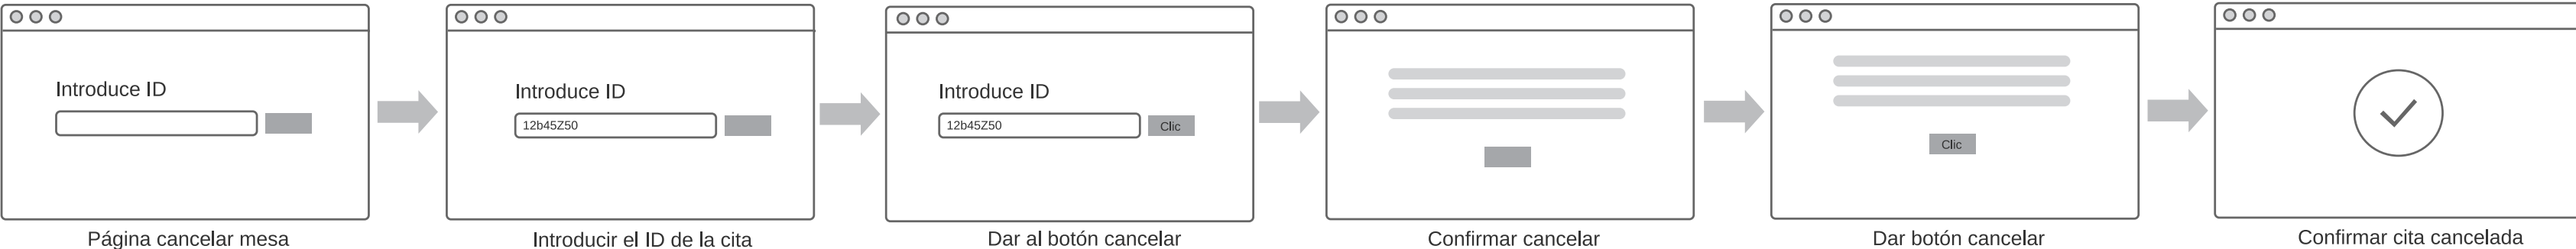 Introduce ID
Página cancelar mesa
Introduce ID
12b45Z50
Introducir el ID de la cita
Introduce ID
12b45Z50
Clic
Dar al botón cancelar
Confirmar cancelar
Clic
Dar botón cancelar
Confirmar cita cancelada